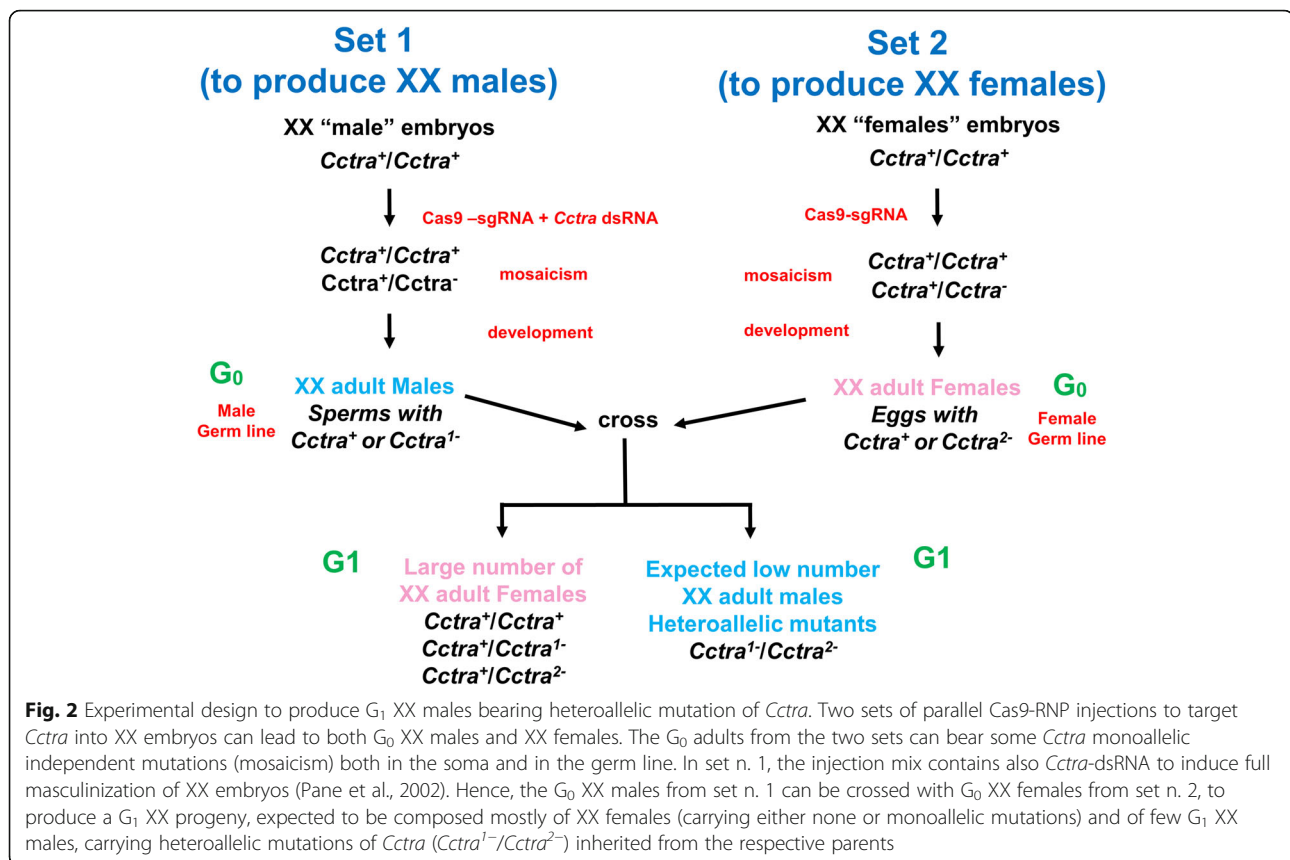 Set 1
(to produce XX males)
XX "male" embryos
Cctra⁺/Cctra⁺
Cas9 –sgRNA + Cctra dsRNA
Cctra⁺/Cctra⁺
Cctra⁺/Cctra⁻
mosaicism
development
G₀
Male
Germ line
XX adult Males
Sperms with
Cctra⁺ or Cctra¹⁻
Set 2
(to produce XX females)
XX "females" embryos
Cctra⁺/Cctra⁺
Cas9-sgRNA
mosaicism
Cctra⁺/Cctra⁺
Cctra⁺/Cctra⁻
development
XX adult Females
Eggs with
Cctra⁺ or Cctra²⁻
G₀
Female
Germ line
cross
G1
Large number of
XX adult Females
Cctra⁺/Cctra⁺
Cctra⁺/Cctra¹⁻
Cctra⁺/Cctra²⁻
Expected low number
XX adult males
Heteroallelic mutants
Cctra¹⁻/Cctra²⁻
G1
Fig. 2 Experimental design to produce G₁ XX males bearing heteroallelic mutation of Cctra. Two sets of parallel Cas9-RNP injections to target
Cctra into XX embryos can lead to both G₀ XX males and XX females. The G₀ adults from the two sets can bear some Cctra monoallelic
independent mutations (mosaicism) both in the soma and in the germ line. In set n. 1, the injection mix contains also Cctra-dsRNA to induce full
masculinization of XX embryos (Pane et al., 2002). Hence, the G₀ XX males from set n. 1 can be crossed with G₀ XX females from set n. 2, to
produce a G₁ XX progeny, expected to be composed mostly of XX females (carrying either none or monoallelic mutations) and of few G₁ XX
males, carrying heteroallelic mutations of Cctra (Cctra¹⁻/Cctra²⁻) inherited from the respective parents